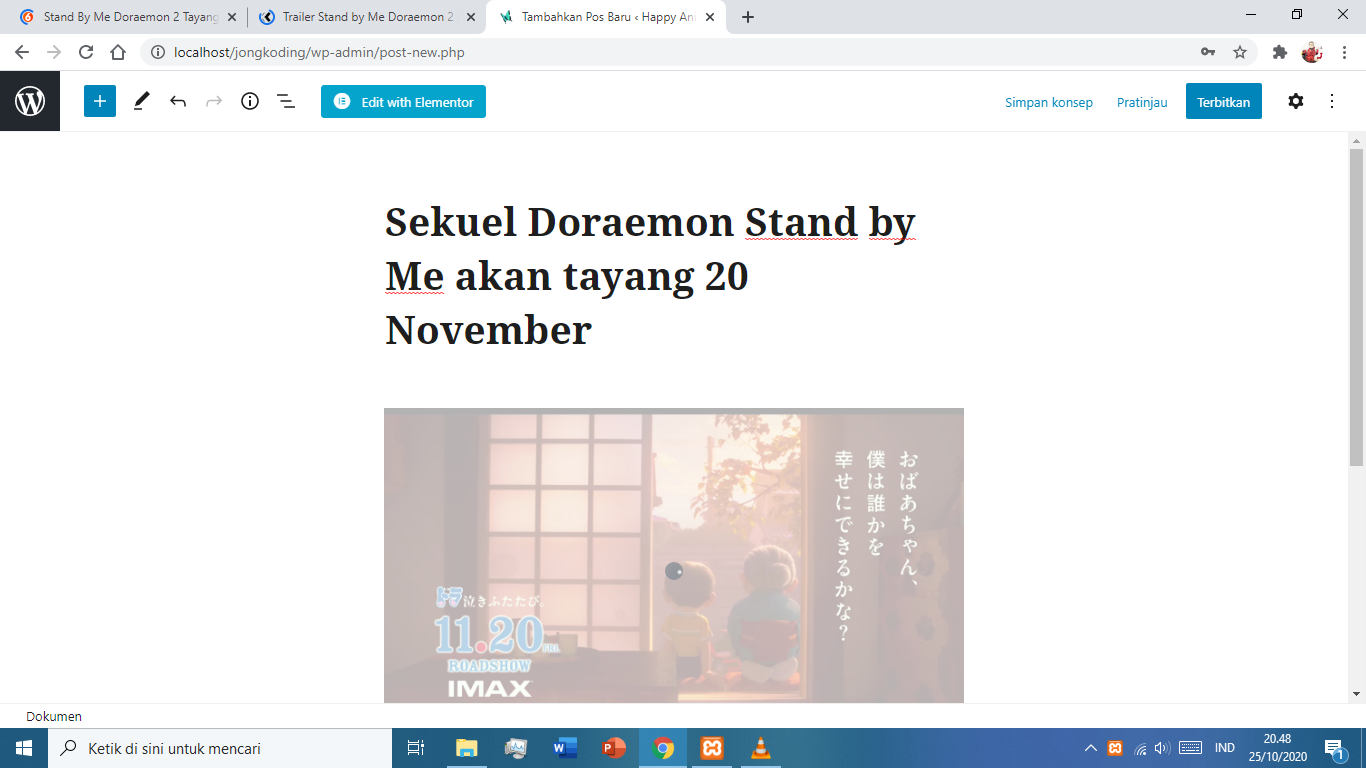 Stand By Me Doraemon 2 Tayang
Trailer Stand by Me Doraemon 2
Tambahkan Pos Baru ‹ Happy Ani
localhost/jongkoding/wp-admin/post-new.php
Edit with Elementor
Simpan konsep
Pratinjau
Terbitkan
Sekuel Doraemon Stand by
Me akan tayang 20
November
おばあちゃん、
僕は誰かを
幸せにできるかな?
ドラ泣きふたたび。
11.20 FRI.
ROADSHOW
IMAX
Dokumen
Ketik di sini untuk mencari
IND
20.48
25/10/2020
1